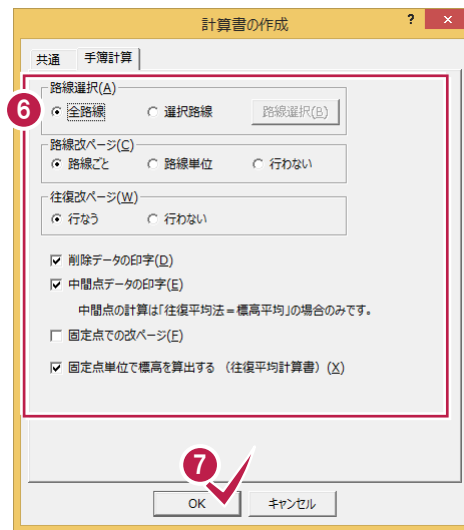 計算書の作成 ? ×
共通 手簿計算
6
路線選択(A)
全路線 選択路線 路線選択(B)
路線改ページ(C)
路線ごと 路線単位 行わない
往復改ページ(W)
行なう 行わない
削除データの印字(D)
中間点データの印字(E)
中間点の計算は「往復平均法=標高平均」の場合のみです。
固定点での改ページ(F)
固定点単位で標高を算出する (往復平均計算書) (X)
7
OK キャンセル